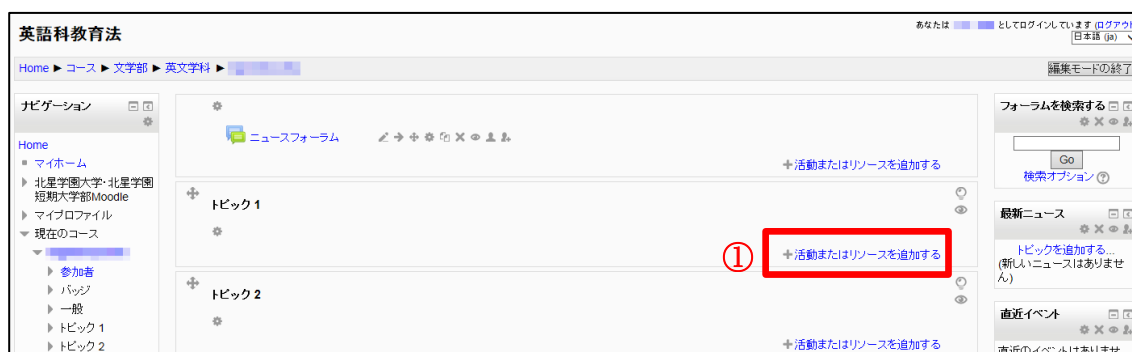 英語科教育法
あなたは としてログインしています (ログアウト
日本語 (ja)
Home ► コース ► 文学部 ► 英文学科 ►
編集モードの終了
ナビゲーション
Home
マイホーム
北星学園大学・北星学園
短期大学部Moodle
マイプロファイル
現在のコース
参加者
バッジ
一般
トピック 1
トピック 2
ニュースフォーラム
+活動またはリソースを追加する
トピック 1
①
+活動またはリソースを追加する
トピック 2
+活動またはリソースを追加する
フォーラムを検索する
Go
検索オプション
最新ニュース
トピックを追加する...
(新しいニュースはありませ
ん)
直近イベント
直近のイベントはありませ